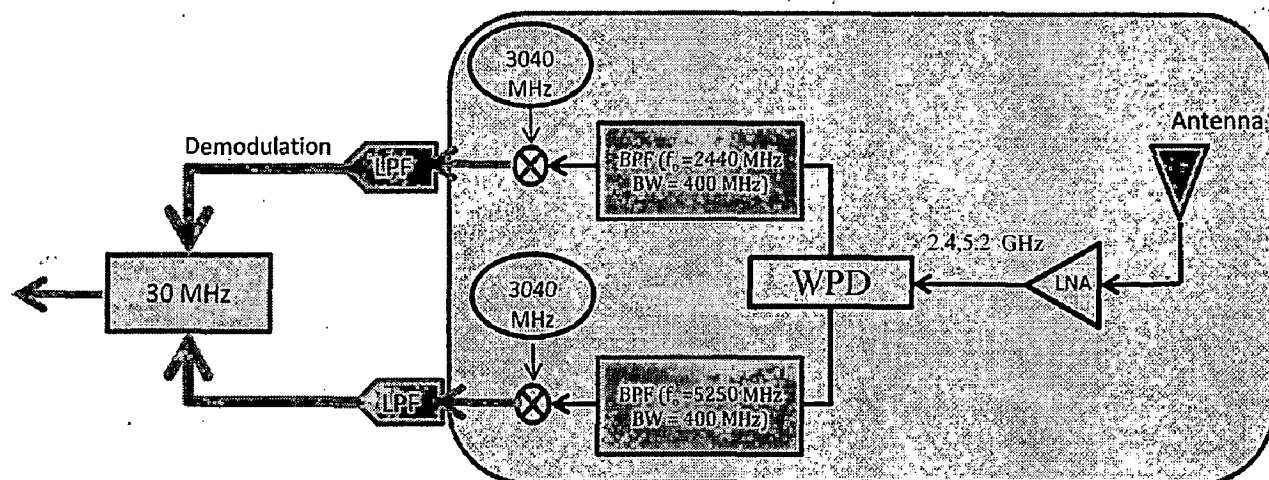 3040
MHz
Demodulation
LPF
BPF (f₀ =2440 MHz
BW = 400 MHz)
Antenna
2.4,5.2 GHz
30 MHz
3040
MHz
WPD
LNA
LPF
BPF (f₀ =5250 MHz
BW = 400 MHz)